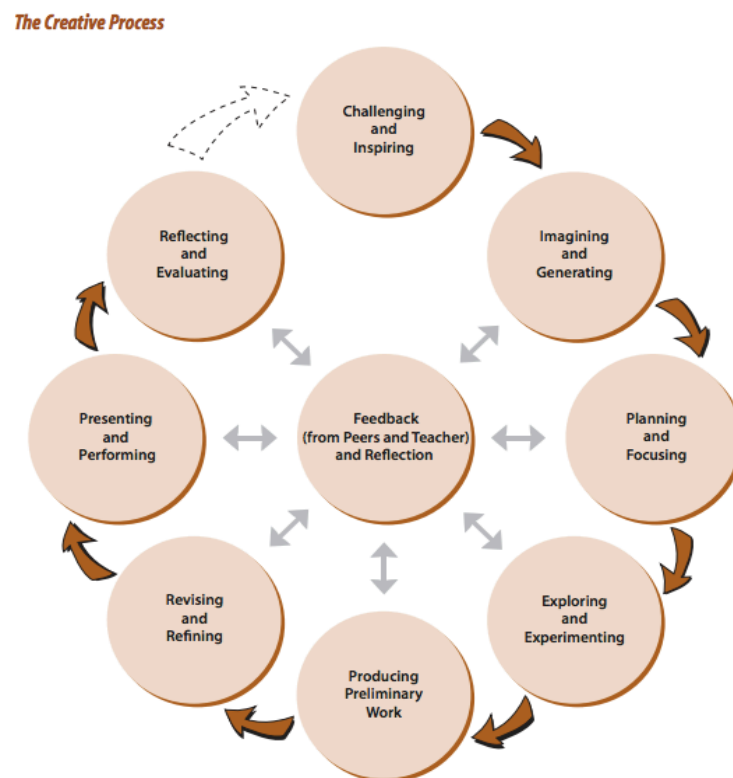 The Creative Process
Challenging
and
Inspiring
Imagining
and
Generating
Planning
and
Focusing
Exploring
and
Experimenting
Producing
Preliminary
Work
Revising
and
Refining
Presenting
and
Performing
Reflecting
and
Evaluating
Feedback
(from Peers and Teacher)
and Reflection